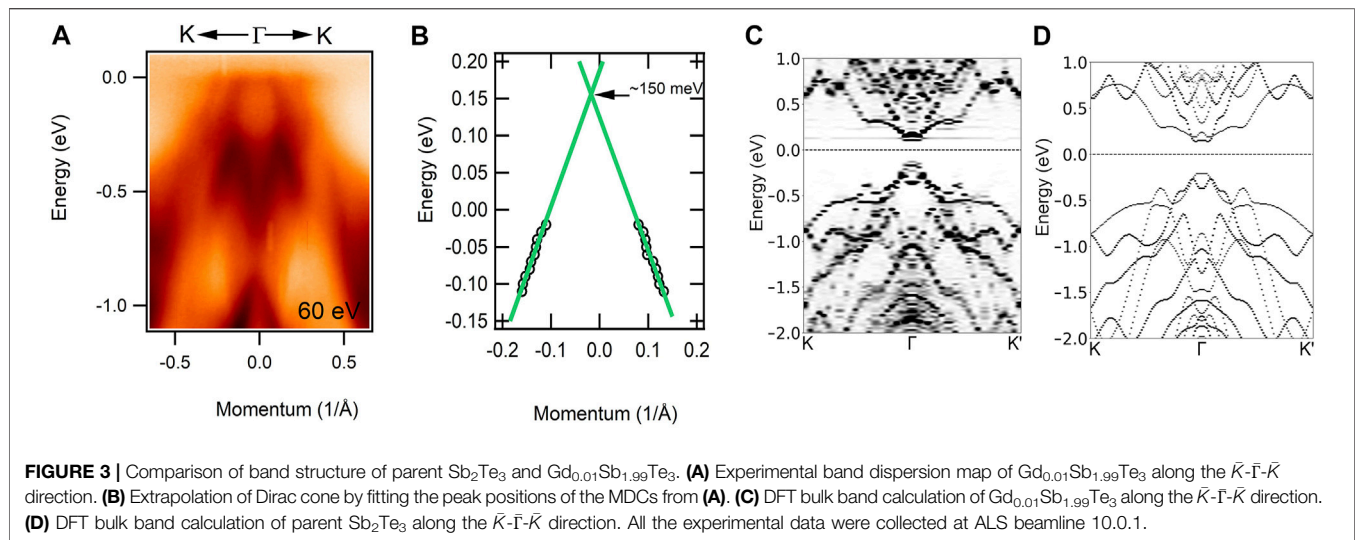 A
B
C
D
K ← Γ → K
0.0
-0.5
-1.0
Energy (eV)
60 eV
-0.5 0.0 0.5
Momentum (1/Å)
0.20
0.15
0.10
0.05
0.00
-0.05
-0.10
-0.15
Energy (eV)
~150 meV
-0.2 -0.1 0.0 0.1 0.2
Momentum (1/Å)
1.0
0.5
0.0
−0.5
−1.0
−1.5
−2.0
Energy (eV)
K Γ K'
1.0
0.5
0.0
−0.5
−1.0
−1.5
−2.0
Energy (eV)
K Γ K'
FIGURE 3 | Comparison of band structure of parent Sb₂Te₃ and Gd₀.₀₁Sb₁.₉₉Te₃. (A) Experimental band dispersion map of Gd₀.₀₁Sb₁.₉₉Te₃ along the K̄-Γ̄-K̄
direction. (B) Extrapolation of Dirac cone by fitting the peak positions of the MDCs from (A). (C) DFT bulk band calculation of Gd₀.₀₁Sb₁.₉₉Te₃ along the K̄-Γ̄-K̄ direction.
(D) DFT bulk band calculation of parent Sb₂Te₃ along the K̄-Γ̄-K̄ direction. All the experimental data were collected at ALS beamline 10.0.1.